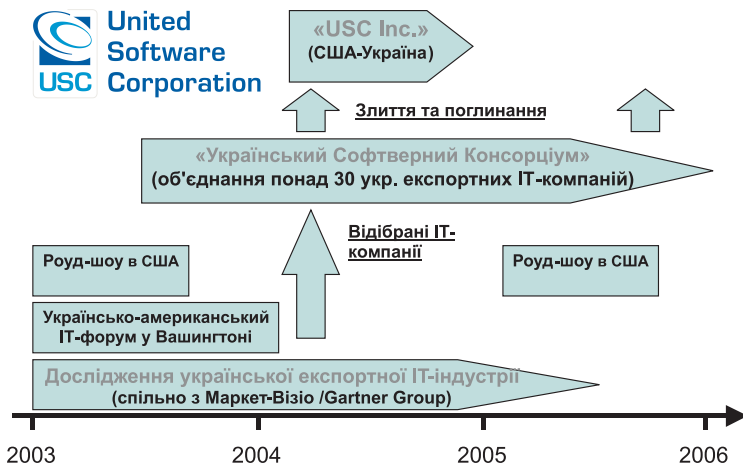 USC
United
Software
Corporation
«USC Inc.»
(США-Україна)
Злиття та поглинання
«Український Софтверний Консорціум»
(об'єднання понад 30 укр. експортних ІТ-компаній)
Відібрані ІТ-
компанії
Роуд-шоу в США
Роуд-шоу в США
Українсько-американський
ІТ-форум у Вашингтоні
Дослідження української експортної ІТ-індустрії
(спільно з Маркет-Візіо /Gartner Group)
2003
2004
2005
2006